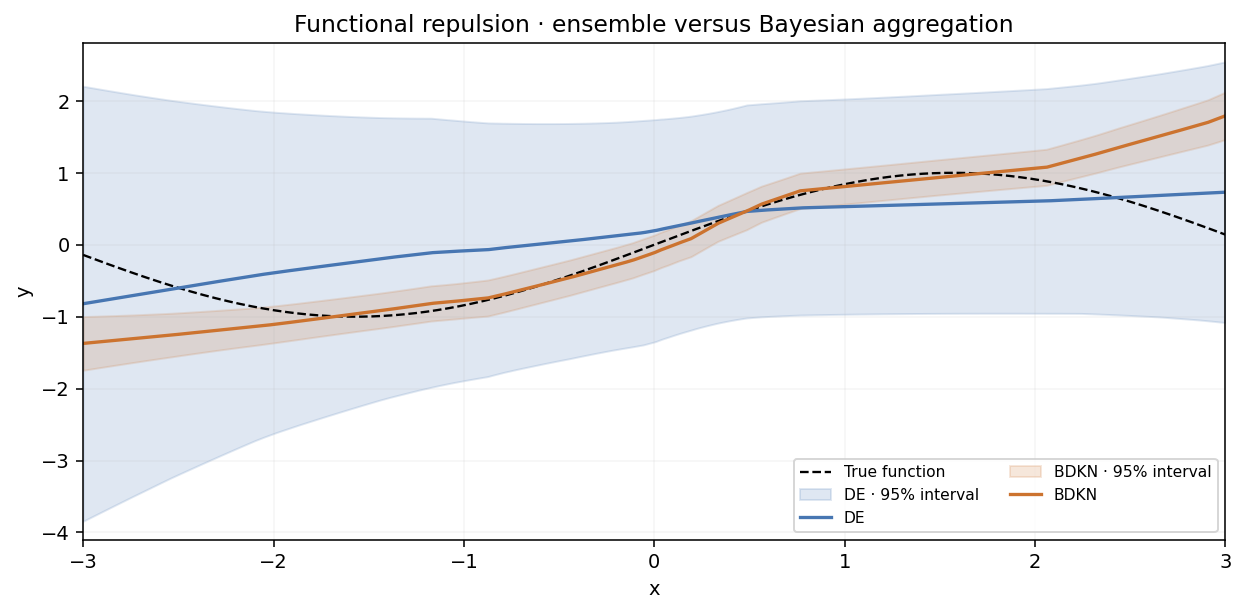 Functional repulsion · ensemble versus Bayesian aggregation
y
2
1
0
−1
−2
−3
−4
−3
−2
−1
0
1
2
3
x
True function
DE · 95% interval
DE
BDKN · 95% interval
BDKN